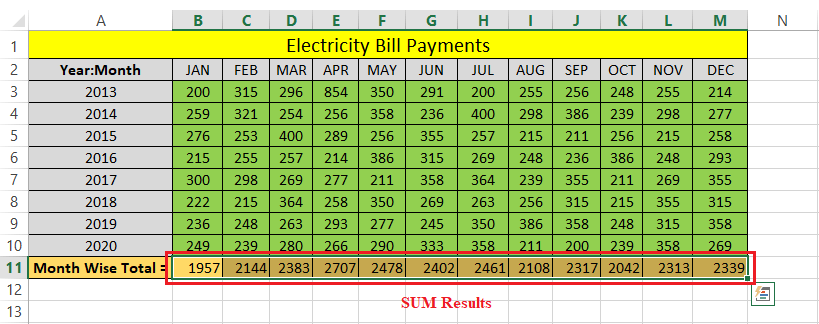 A B C D E F G H I J K L M N
1 Electricity Bill Payments
2 Year:Month JAN FEB MAR APR MAY JUN JUL AUG SEP OCT NOV DEC
3 2013 200 315 296 854 350 291 200 255 256 248 255 214
4 2014 259 321 254 256 358 236 400 298 386 239 298 277
5 2015 276 253 400 289 256 355 257 215 211 256 215 258
6 2016 215 255 257 214 386 315 269 248 236 386 248 293
7 2017 300 298 269 277 211 358 364 239 355 211 269 355
8 2018 222 215 364 258 350 269 263 256 315 215 355 315
9 2019 236 248 263 293 277 245 350 386 358 248 315 358
10 2020 249 239 280 266 290 333 358 211 200 239 358 269
11 Month Wise Total = 1957 2144 2383 2707 2478 2402 2461 2108 2317 2042 2313 2339
12
SUM Results
13